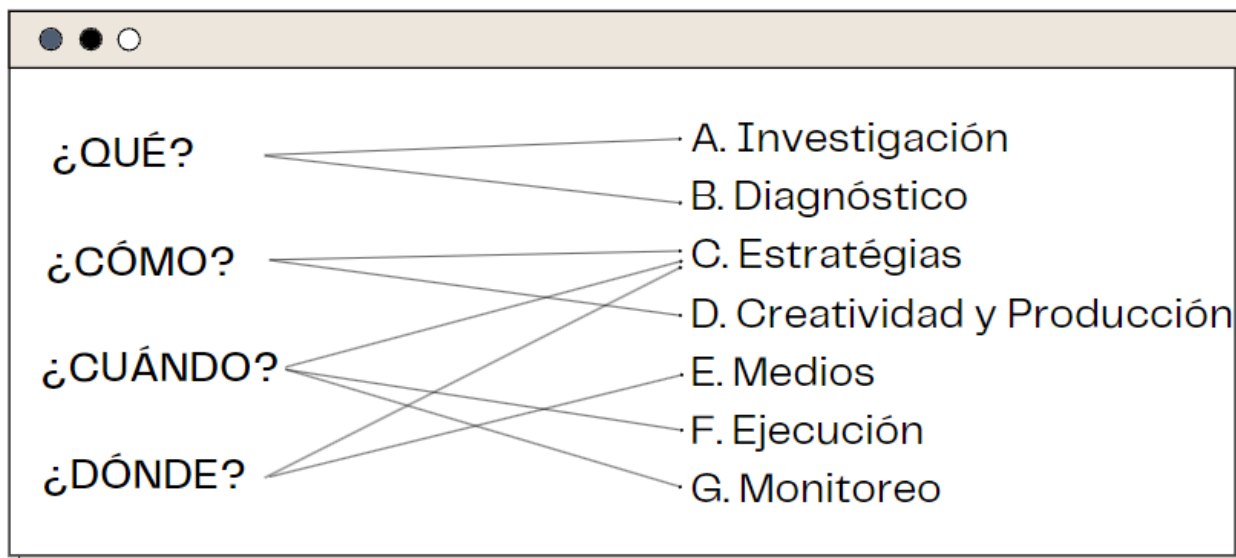 ¿QUÉ?
¿CÓMO?
¿CUÁNDO?
¿DÓNDE?
A. Investigación
B. Diagnóstico
C. Estratégias
D. Creatividad y Producción
E. Medios
F. Ejecución
G. Monitoreo